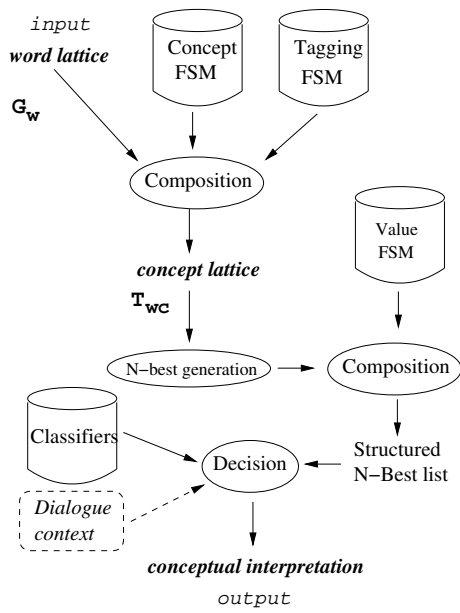 input
word lattice
Concept
FSM
Tagging
FSM
G_W
Composition
Value
FSM
concept lattice
T_WC
N−best generation
Composition
Classifiers
Decision
Structured
N−Best list
Dialogue
context
conceptual interpretation
output